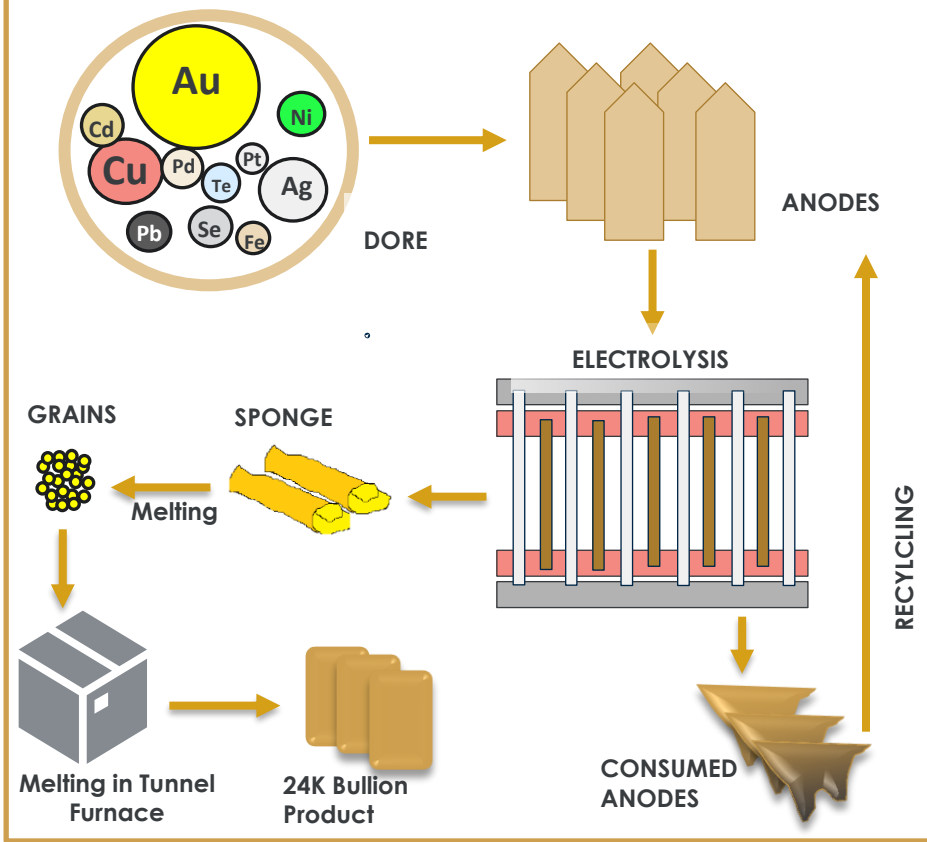 Au
Ni
Cd
Cu
Pd
Pt
Te
Ag
Pb
Se
Fe
DORE
ANODES
ELECTROLYSIS
GRAINS
SPONGE
Melting
RECYLCLING
Melting in Tunnel
Furnace
24K Bullion
Product
CONSUMED
ANODES